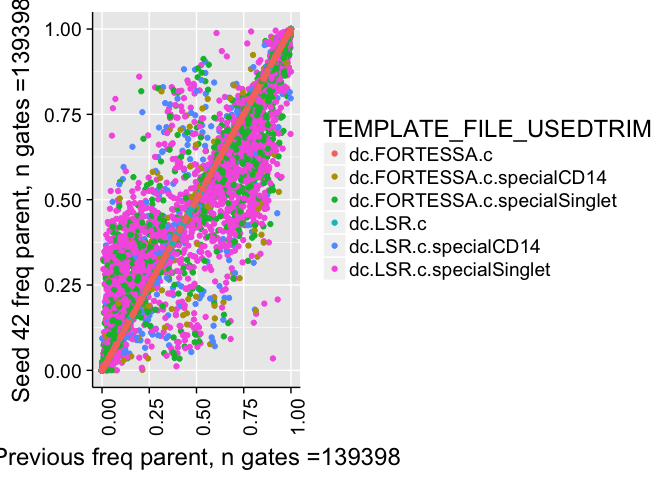 Seed 42 freq parent, n gates =139398
1.00
0.75
0.50
0.25
0.00
0.00
0.25
0.50
0.75
1.00
Previous freq parent, n gates =139398
TEMPLATE_FILE_USEDTRIM
dc.FORTESSA.c
dc.FORTESSA.c.specialCD14
dc.FORTESSA.c.specialSinglet
dc.LSR.c
dc.LSR.c.specialCD14
dc.LSR.c.specialSinglet